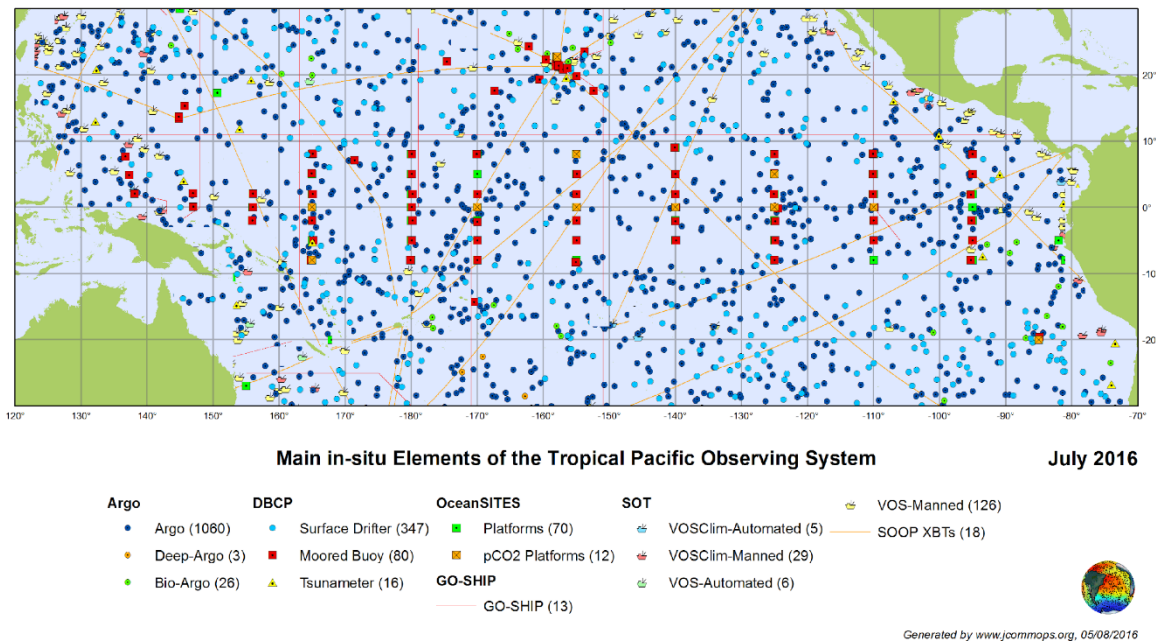 20°
10°
0°
-10°
-20°
120° 130° 140° 150° 160° 170° 180° -170° -160° -150° -140° -130° -120° -110° -100° -90° -80° -70°
Main in-situ Elements of the Tropical Pacific Observing System July 2016
Argo
Argo (1060)
Deep-Argo (3)
Bio-Argo (26)
DBCP
Surface Drifter (347)
Moored Buoy (80)
Tsunameter (16)
OceanSITES
Platforms (70)
pCO2 Platforms (12)
GO-SHIP
GO-SHIP (13)
SOT
VOSClim-Automated (5)
VOSClim-Manned (29)
VOS-Automated (6)
VOS-Manned (126)
SOOP XBTs (18)
Generated by www.jcommops.org, 05/08/2016